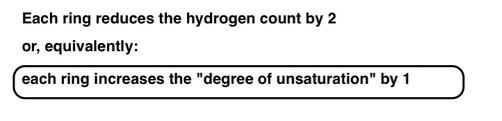 Each ring reduces the hydrogen count by 2
or, equivalently:
each ring increases the "degree of unsaturation" by 1